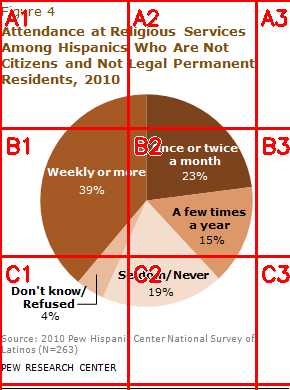 Figure 4
Attendance at Religious Services
Among Hispanics Who Are Not
Citizens and Not Legal Permanent
Residents, 2010
A1
A2
A3
B1
B2
B3
C1
C2
C3
Once or twice
a month
23%
Weekly or more
39%
A few times
a year
15%
Seldom/Never
19%
Don't know/
Refused
4%
Source: 2010 Pew Hispanic Center National Survey of
Latinos (N=263)
PEW RESEARCH CENTER